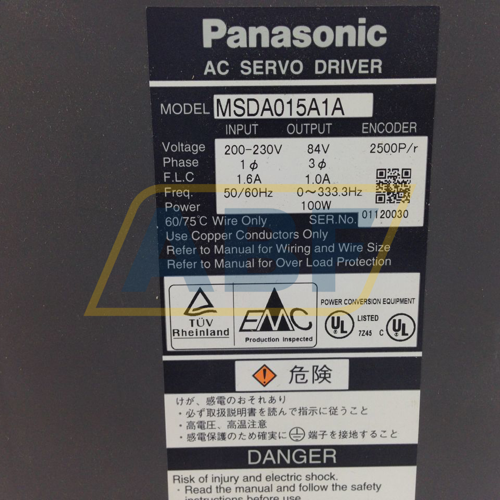 Panasonic
AC SERVO DRIVER
MODEL MSDA015A1A
INPUT OUTPUT ENCODER
Voltage 200-230V 84V 2500P/r
Phase 1ϕ 3ϕ
F.L.C 1.6A 1.0A
Freq. 50/60Hz 0~333.3Hz
Power 100W
60/75℃ Wire Only SER.No. 01120030
Use Copper Conductors Only
Refer to Manual for Wiring and Wire Size
Refer to Manual for Over Load Protection
ABF
TÜV
Rheinland
EMC
Production Inspected
POWER CONVERSION EQUIPMENT
UL LISTED UL
7Z45 C
危険
けが、感電のおそれあり
・必ず取扱説明書を読んで指示に従うこと
・高電圧、高温注意
・感電保護のため確実に端子を接地すること
DANGER
Risk of injury and electric shock.
・Read the manual and follow the safety
instructions before use.